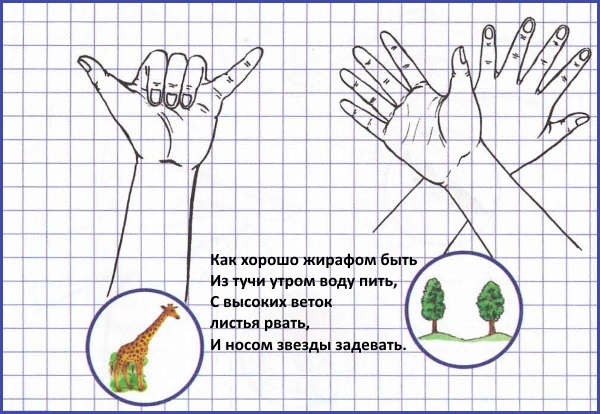 Как хорошо жирафом быть
Из тучи утром воду пить,
С высоких веток
листья рвать,
И носом звезды задевать.